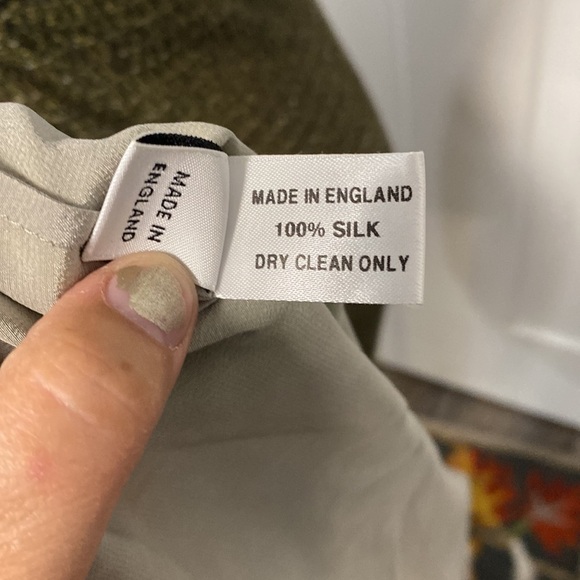 MADE IN
ENGLAND
MADE IN ENGLAND
100% SILK
DRY CLEAN ONLY